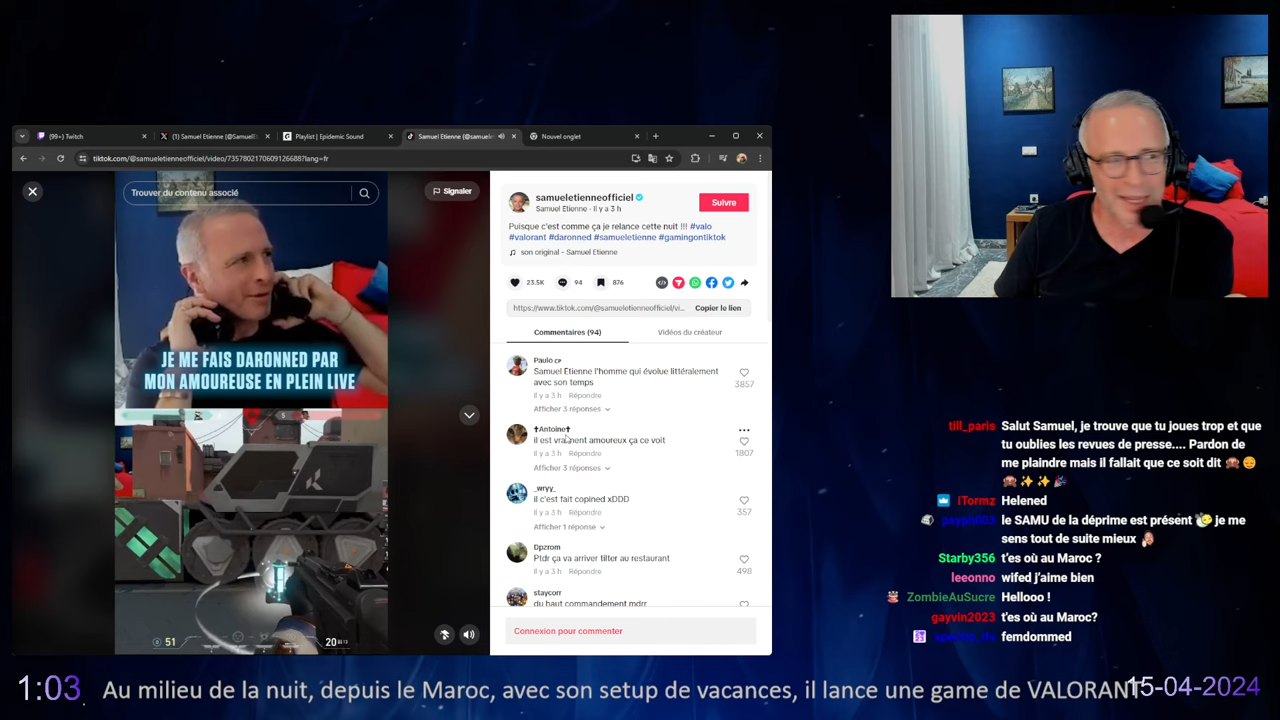 (99+) Twitch
(1) Samuel Etienne (@SamuelE
Playlist | Epidemic Sound
Samuel Etienne (@samuele
Nouvel onglet
tiktok.com/@samueletienneofficiel/video/7357802170609126688?lang=fr
Trouver du contenu associé
Signaler
JE ME FAIS DARONNED PAR
MON AMOUREUSE EN PLEIN LIVE
5
51
20
samueletienneofficiel
Samuel Etienne · Il y a 3 h
Suivre
Puisque c'est comme ça je relance cette nuit !!! #valo
#valorant #daronned #samueletienne #gamingontiktok
son original - Samuel Etienne
23.5K
94
876
https://www.tiktok.com/@samueletienneofficiel/vi...
Copier le lien
Commentaires (94)
Vidéos du créateur
Paulo CP
Samuel Etienne l'homme qui évolue littéralement
avec son temps
3857
Il y a 3 h Répondre
Afficher 3 réponses
✝Antoine✝
il est vraiment amoureux ça ce voit
1807
Il y a 3 h Répondre
Afficher 3 réponses
_wryy_
il c'est fait copined xDDD
357
Il y a 3 h Répondre
Afficher 1 réponse
Dpzrom
Ptdr ça va arriver tilter au restaurant
498
Il y a 3 h Répondre
staycorr
du haut commandement mdrr
Connexion pour commenter
till_paris Salut Samuel, je trouve que tu joues trop et que
tu oublies les revues de presse.... Pardon de
me plaindre mais il fallait que ce soit dit
iTormz Helened
le SAMU de la déprime est présent je me
sens tout de suite mieux
Starby356 t'es où au Maroc ?
leeonno wifed j'aime bien
ZombieAuSucre Hellooo !
gayvin2023 t'es où au Maroc?
femdommed
1:03
Au milieu de la nuit, depuis le Maroc, avec son setup de vacances, il lance une game de VALORANT
15-04-2024